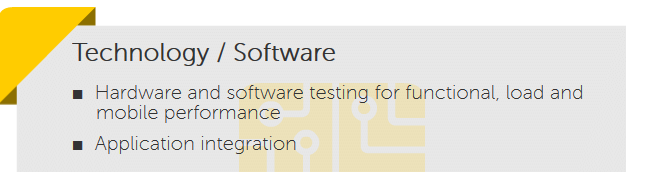 Technology / Software
■ Hardware and software testing for functional, load and
mobile performance
■ Application integration